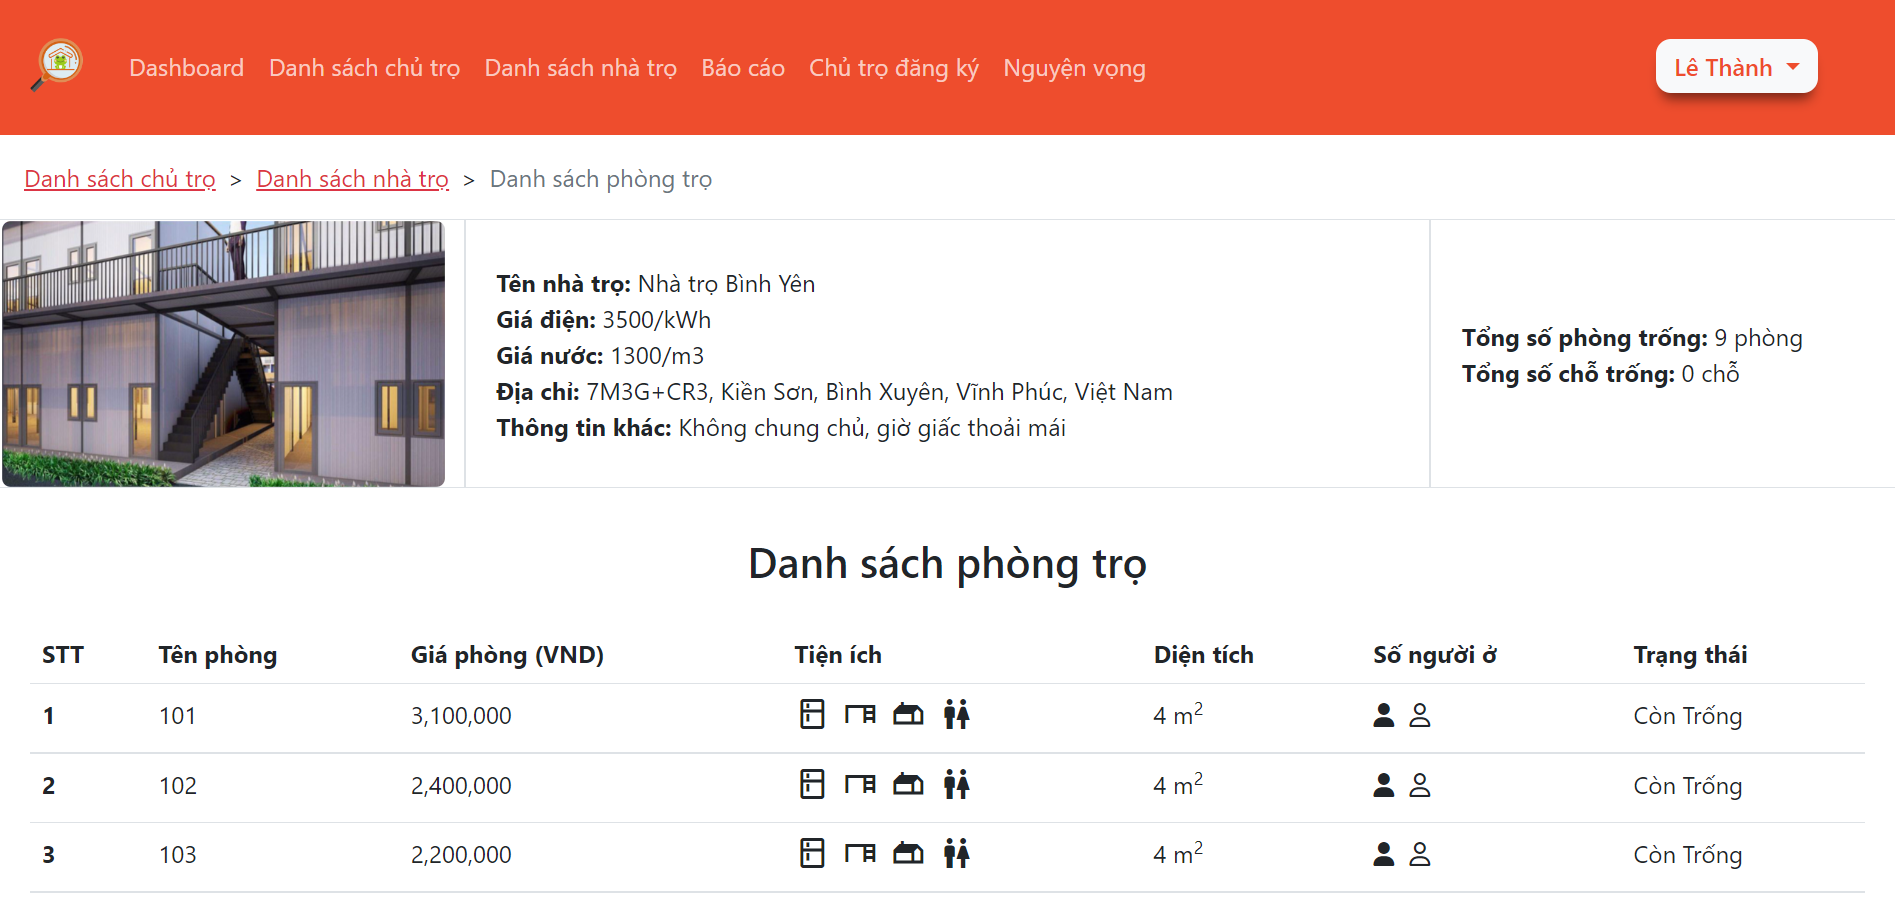 Dashboard Danh sách chủ trọ Danh sách nhà trọ Báo cáo Chủ trọ đăng ký Nguyện vọng Lê Thành
Danh sách chủ trọ > Danh sách nhà trọ > Danh sách phòng trọ
Tên nhà trọ: Nhà trọ Bình Yên
Giá điện: 3500/kWh
Giá nước: 1300/m3
Địa chỉ: 7M3G+CR3, Kiền Sơn, Bình Xuyên, Vĩnh Phúc, Việt Nam
Thông tin khác: Không chung chủ, giờ giấc thoải mái
Tổng số phòng trống: 9 phòng
Tổng số chỗ trống: 0 chỗ
Danh sách phòng trọ
STT Tên phòng Giá phòng (VND) Tiện ích Diện tích Số người ở Trạng thái
1 101 3,100,000 4 m² Còn Trống
2 102 2,400,000 4 m² Còn Trống
3 103 2,200,000 4 m² Còn Trống